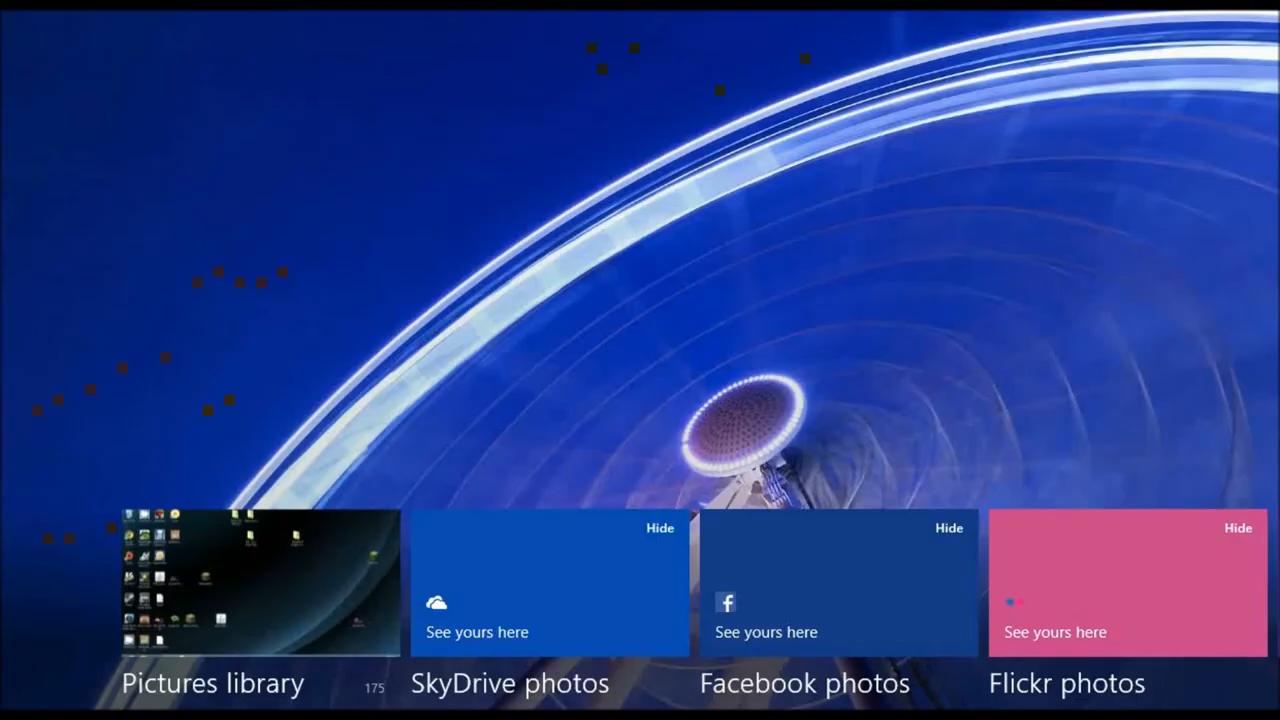 Hide
Hide
Hide
See yours here
See yours here
See yours here
Pictures library 175
SkyDrive photos
Facebook photos
Flickr photos